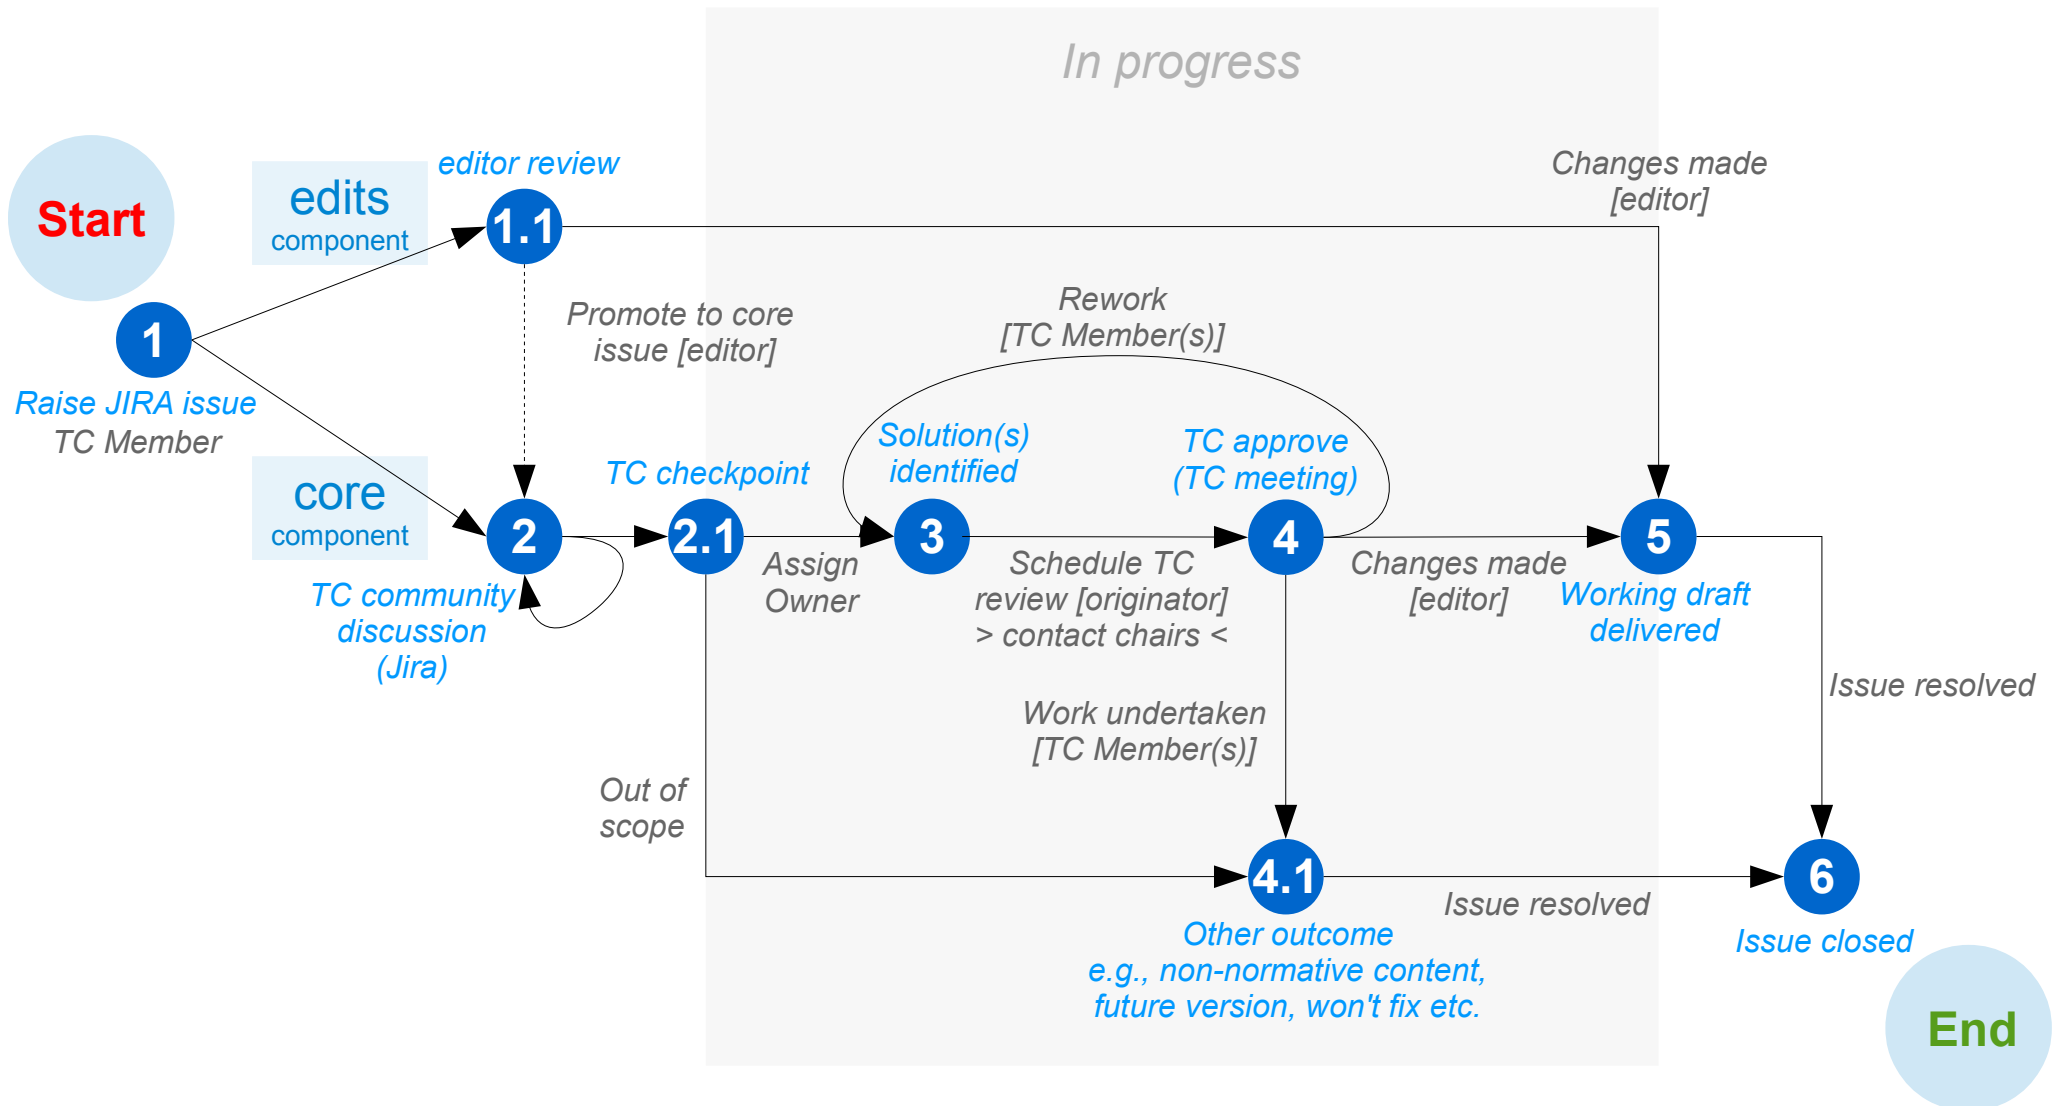 In progress
Start
edits
component
editor review
1.1
Changes made
[editor]
1
Raise JIRA issue
TC Member
Promote to core
issue [editor]
Rework
[TC Member(s)]
core
component
2
TC community
discussion
(Jira)
TC checkpoint
2.1
Assign
Owner
Solution(s)
identified
3
Schedule TC
review [originator]
> contact chairs <
TC approve
(TC meeting)
4
Changes made
[editor]
5
Working draft
delivered
Issue resolved
Work undertaken
[TC Member(s)]
Out of
scope
4.1
Other outcome
e.g., non-normative content,
future version, won't fix etc.
Issue resolved
6
Issue closed
End